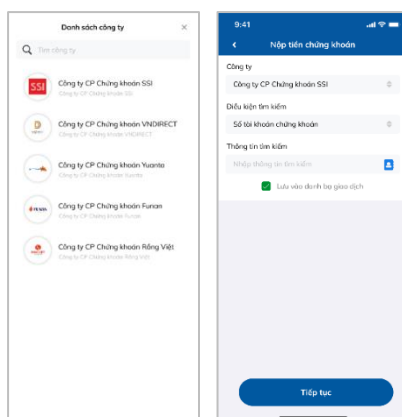 Danh sách công ty
Tìm công ty
SSI
Công ty CP Chứng khoán SSI
Công ty CP Chứng khoán SSI
Công ty CP Chứng khoán VNDIRECT
Công ty CP Chứng khoán VNDIRECT
Công ty CP Chứng khoán Yuanta
Công ty CP Chứng khoán Yuanta
Công ty CP Chứng khoán Funan
Công ty CP Chứng khoán Funan
Công ty CP Chứng khoán Rồng Việt
Công ty CP Chứng khoán Rồng Việt
9:41
Nộp tiền chứng khoán
Công ty
Công ty CP Chứng khoán SSI
Điều kiện tìm kiếm
Số tài khoản chứng khoán
Thông tin tìm kiếm
Nhập thông tin tìm kiếm
Lưu vào danh bạ giao dịch
Tiếp tục